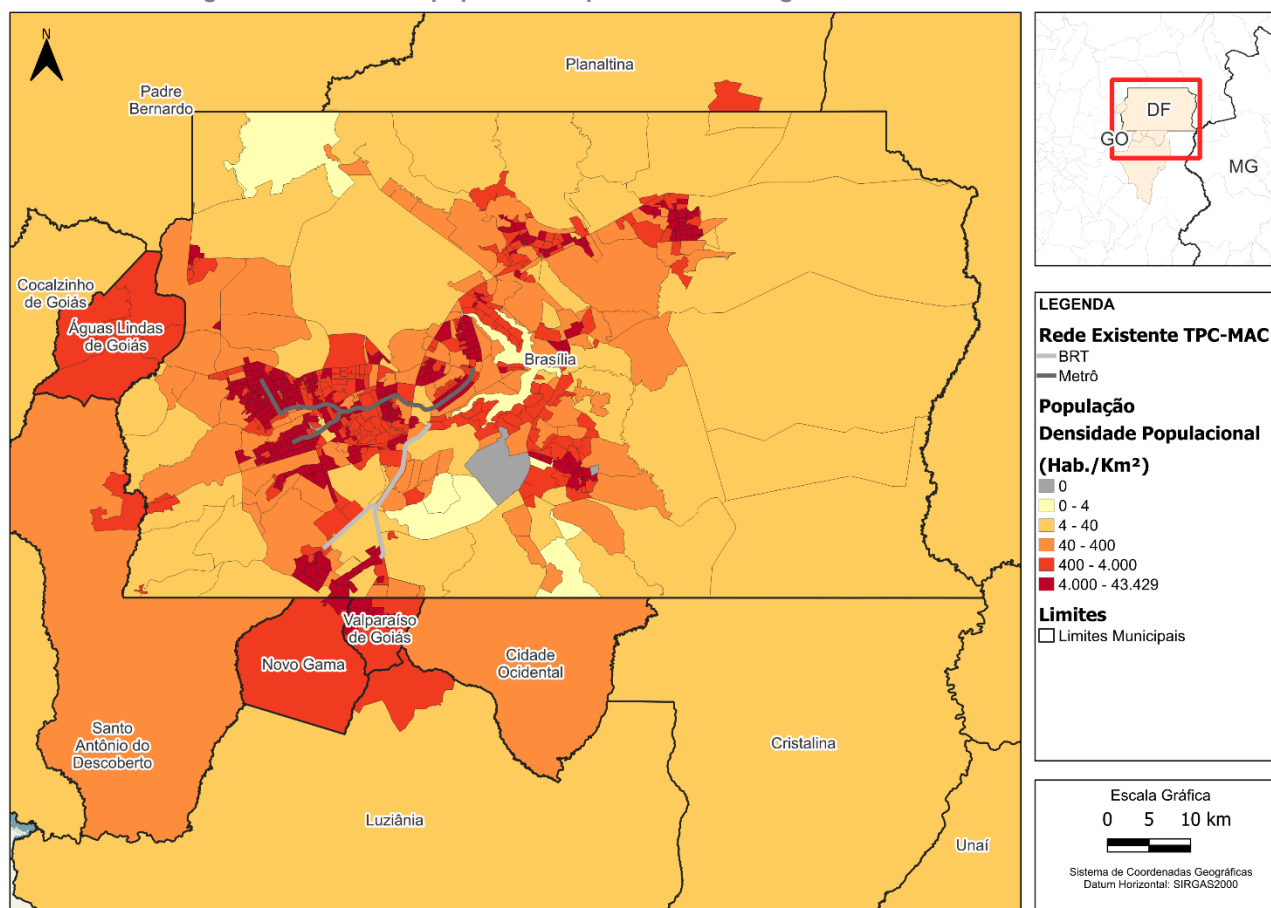 N
Planaltina
Padre
Bernardo
Cocalzinho
de Goiás
Águas Lindas
de Goiás
Brasília
Valparaíso
de Goiás
Novo Gama
Cidade
Ocidental
Santo
Antônio do
Descoberto
Cristalina
Luziânia
Unaí
DF
GO
MG
LEGENDA
Rede Existente TPC-MAC
BRT
Metrô
População
Densidade Populacional
(Hab./Km²)
0
0 - 4
4 - 40
40 - 400
400 - 4.000
4.000 - 43.429
Limites
Limites Municipais
Escala Gráfica
0 5 10 km
Sistema de Coordenadas Geográficas
Datum Horizontal: SIRGAS2000